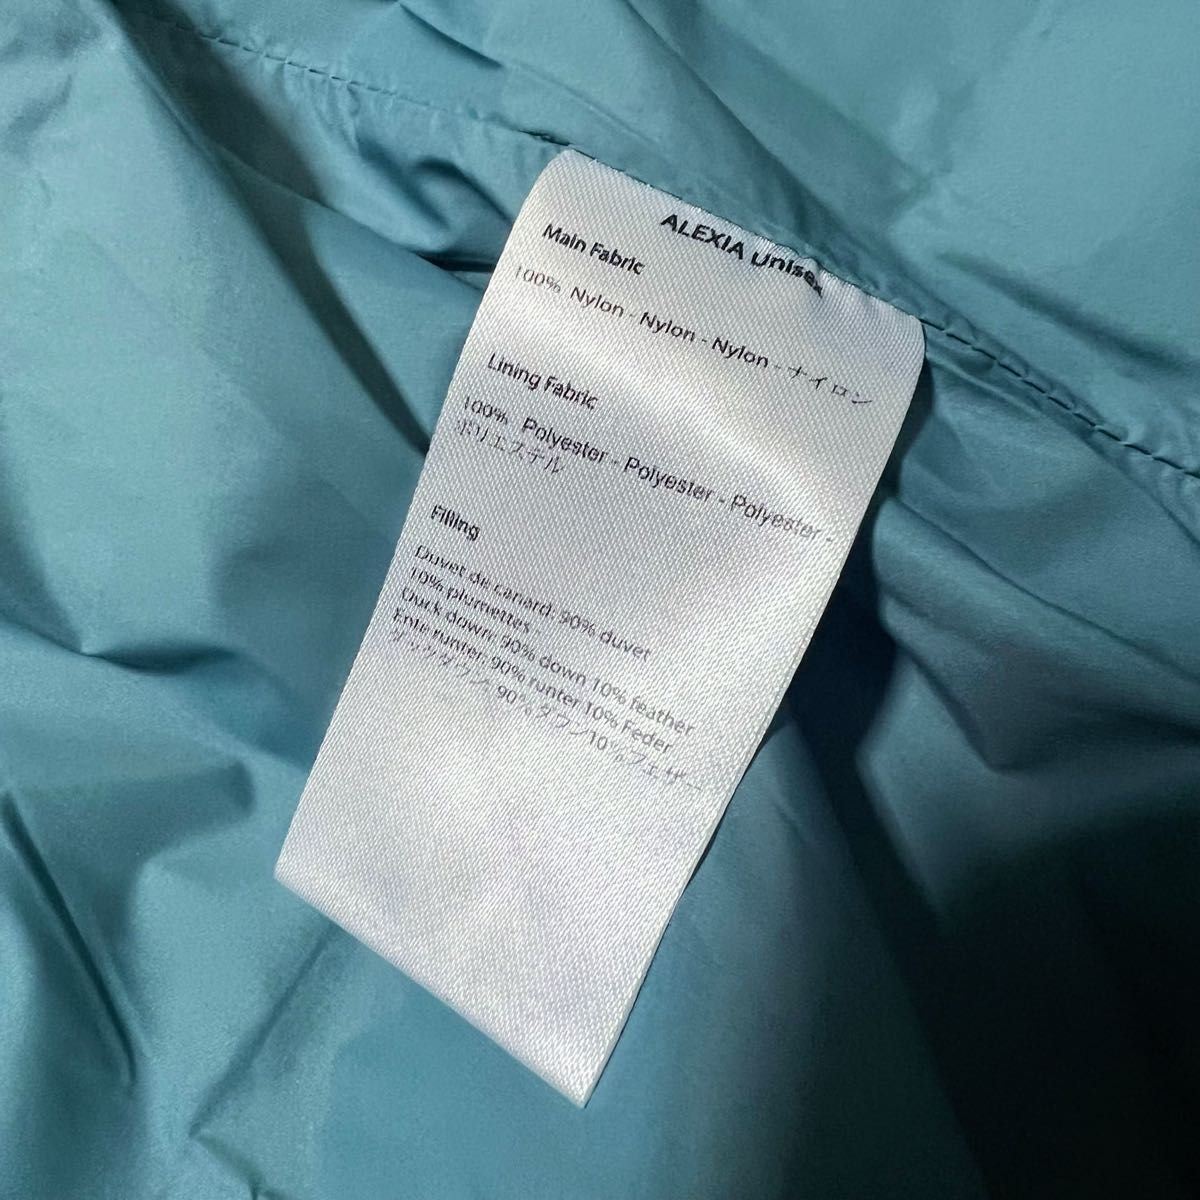 ALEXIA Unisex
Main Fabric
100% Nylon - Nylon - Nylon - ナイロン
Lining Fabric
100% Polyester - Polyester - Polyester -
ポリエステル
Filling
Duvet de canard: 90% duvet
10% plumettes -
Duck down: 90% down 10% feather
Ente runter: 90% runter 10% Feder
ダックダウン: 90%ダウン10%フェザー